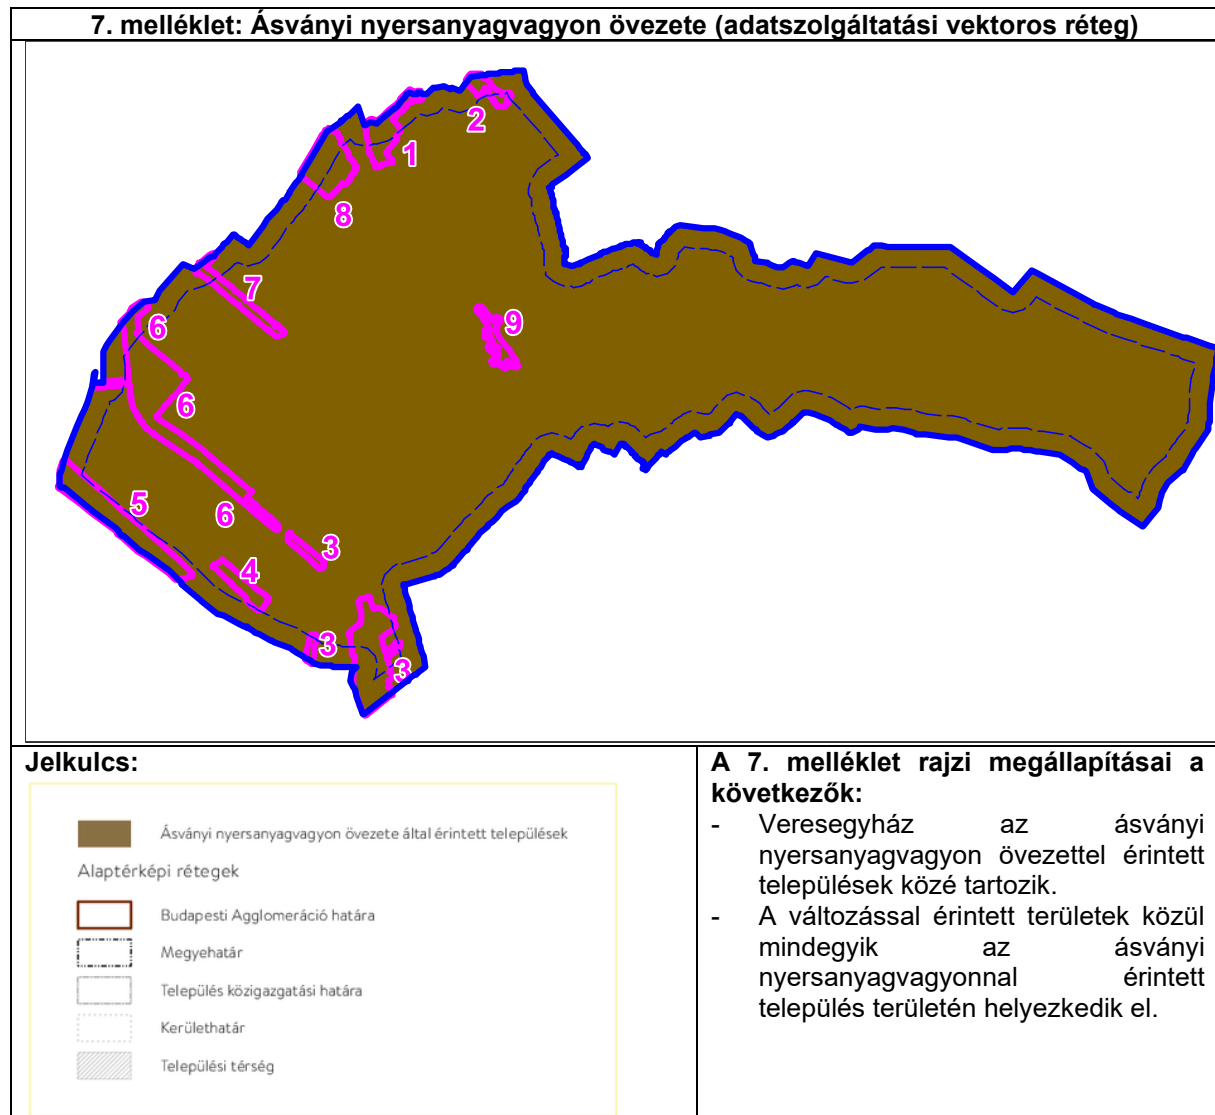 7. melléklet: Ásványi nyersanyagvagyon övezete (adatszolgáltatási vektoros réteg)
2
1
8
7
9
6
6
5
6
3
4
3
3
Jelkulcs:
Ásványi nyersanyagvagyon övezete által érintett települések
Alaptérképi rétegek
Budapesti Agglomeráció határa
Megyehatár
Település közigazgatási határa
Kerülethatár
Települési térség
A 7. melléklet rajzi megállapításai a
következők:
- Veresegyház az ásványi
nyersanyagvagyon övezettel érintett
települések közé tartozik.
- A változással érintett területek közül
mindegyik az ásványi
nyersanyagvagyonnal érintett
település területén helyezkedik el.